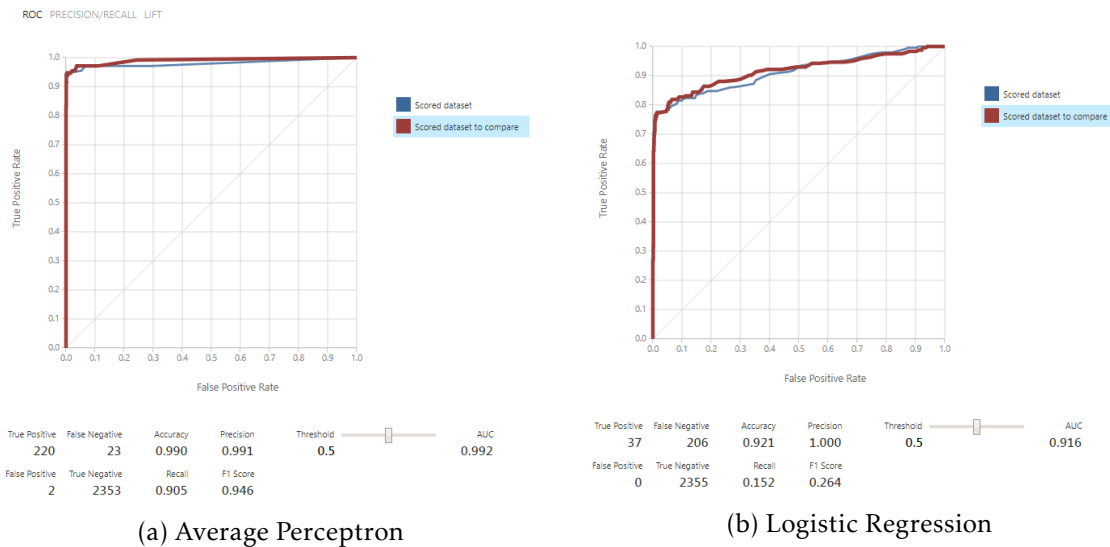 ROC PRECISION/RECALL LIFT
1.0
0.9
0.8
0.7
0.6
0.5
0.4
0.3
0.2
0.1
0.0
True Positive Rate
0.0 0.1 0.2 0.3 0.4 0.5 0.6 0.7 0.8 0.9 1.0
False Positive Rate
Scored dataset
Scored dataset to compare
True Positive False Negative Accuracy Precision Threshold AUC
220 23 0.990 0.991 0.5 0.992
False Positive True Negative Recall F1 Score
2 2353 0.905 0.946
(a) Average Perceptron
1.0
0.9
0.8
0.7
0.6
0.5
0.4
0.3
0.2
0.1
0.0
True Positive Rate
0.0 0.1 0.2 0.3 0.4 0.5 0.6 0.7 0.8 0.9 1.0
False Positive Rate
Scored dataset
Scored dataset to compare
True Positive False Negative Accuracy Precision Threshold AUC
37 206 0.921 1.000 0.5 0.916
False Positive True Negative Recall F1 Score
0 2355 0.152 0.264
(b) Logistic Regression